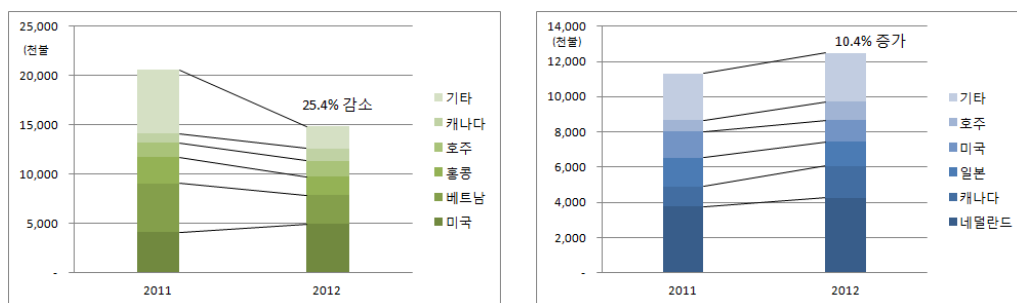 25,000
(천불
20,000
15,000
10,000
5,000
-
25.4% 감소
2011
2012
기타
캐나다
호주
홍콩
베트남
미국
14,000
(천불)
12,000
10,000
8,000
6,000
4,000
2,000
-
10.4% 증가
2011
2012
기타
호주
미국
일본
캐나다
네덜란드